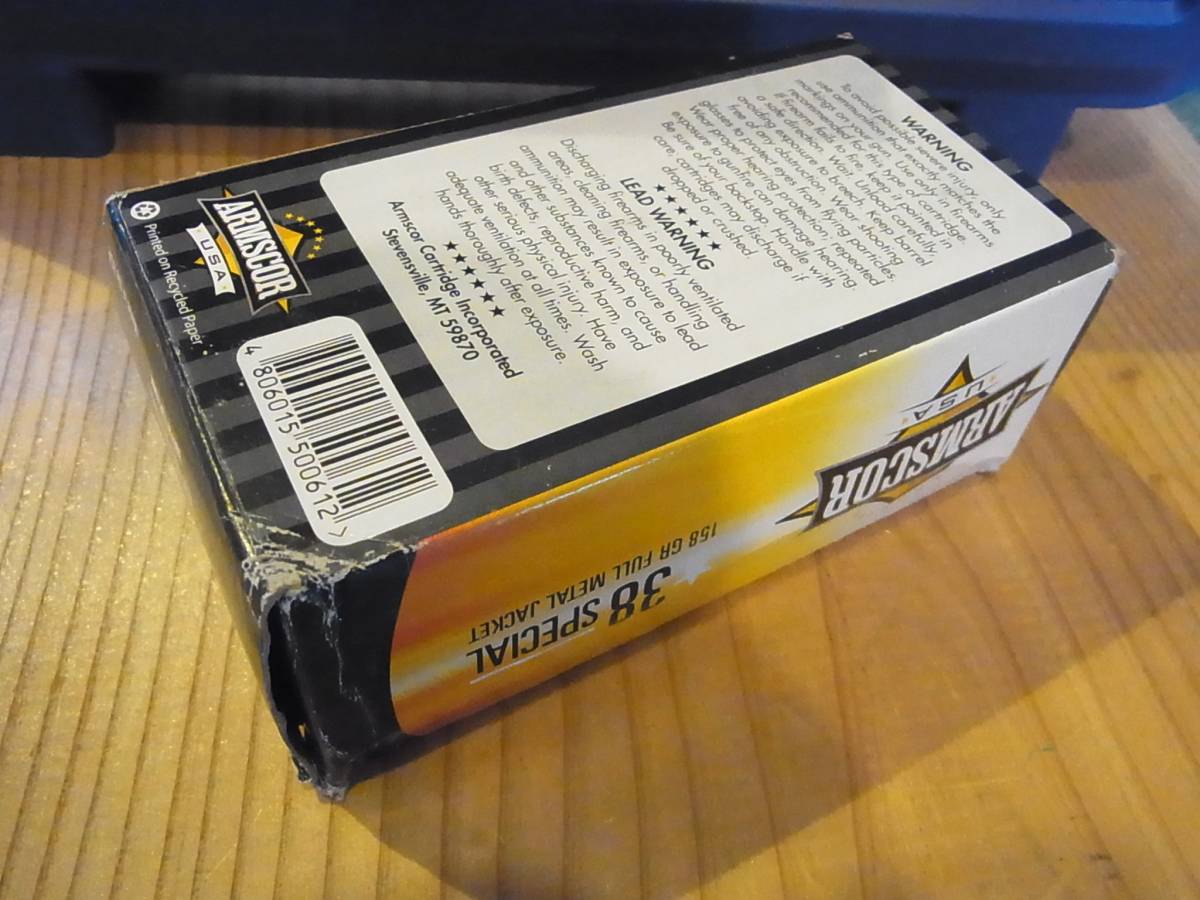 WARNING
To avoid possible severe injury, only
use ammunition that exactly matches the
markings on your gun. Use only in firearms
recommended for this type of cartridge.
If firearms fails to fire, keep pointed in
a safe direction. Wait. Unload carefully,
avoiding exposure to breech. Keep barrel
free of any obstruction. Wear shooting
glasses to protect eyes from flying particles.
Wear proper hearing protection, repeated
exposure to gunfire can damage hearing.
Be sure of your backstop. Handle with
care, cartridges may discharge if
dropped or crushed.
★★★★★
LEAD WARNING
Discharging firearms in poorly ventilated
areas, cleaning firearms, or handling
ammunition may result in exposure to lead
and other substances known to cause
birth defects, reproductive harm, and
other serious physical injury. Have
adequate ventilation at all times. Wash
hands thoroughly after exposure.
★★★★★
Armscor Cartridge Incorporated
Stevensville, MT 59870
ARMSCOR
USA
Printed on Recycled Paper
4 806015 500612 >
ARMSCOR
USA
38 SPECIAL
158 GR FULL METAL JACKET